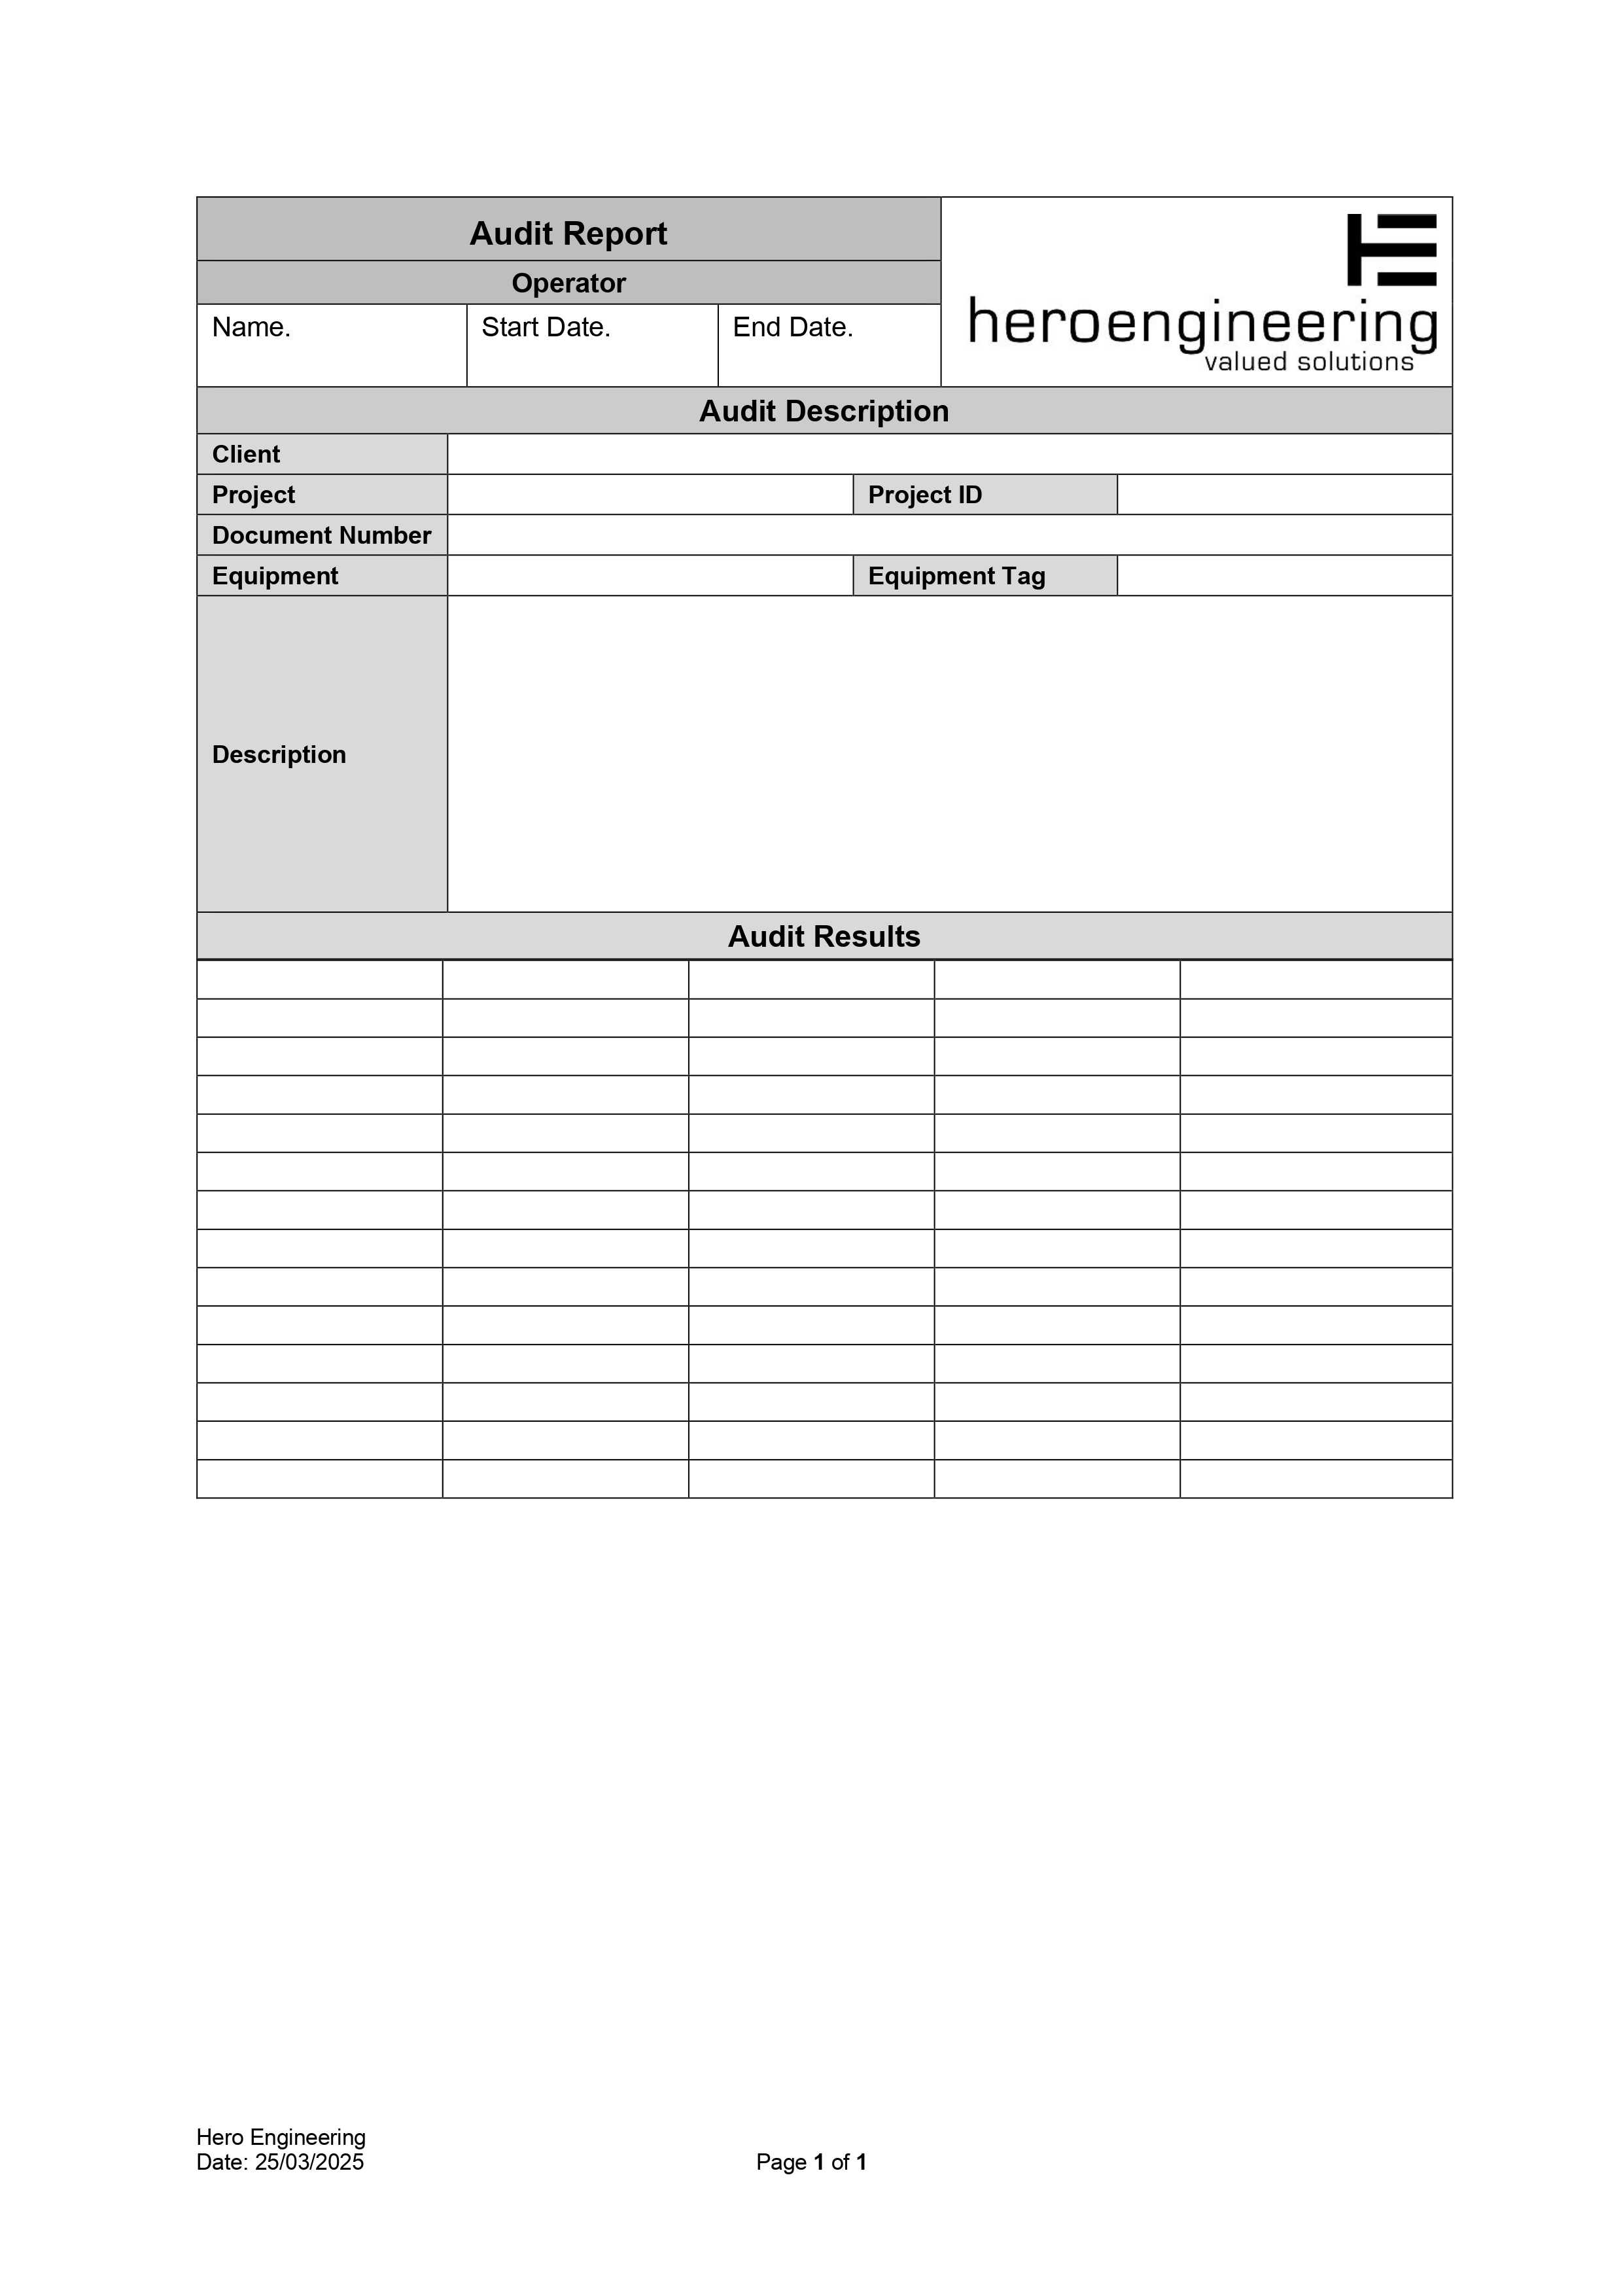 Audit Report
Operator
Name. Start Date. End Date.
heroengineering
valued solutions
Audit Description
Client
Project Project ID
Document Number
Equipment Equipment Tag
Description
Audit Results
Hero Engineering
Date: 25/03/2025 Page 1 of 1